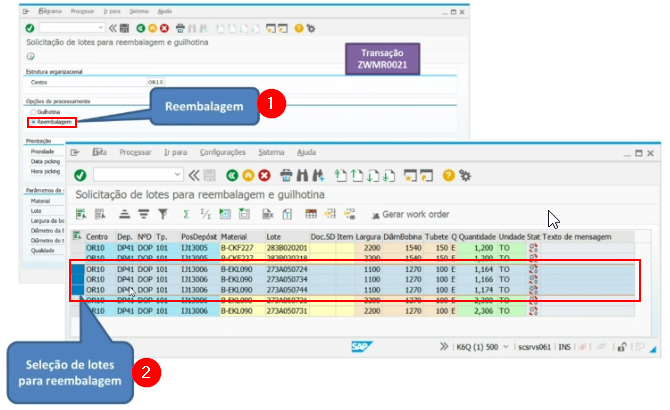 Programa Processar Ir para Sistema Ajuda
Solicitação de lotes para reembalagem e guilhotina
Transação
ZWMR0021
Estrutura organizacional
Centro OR10
Opções de processamento
Guilhotina
Reembalagem
Reembalagem
1
Priorização
Prioridade
Data picking
Hora picking
Parâmetros de
Material
Lote
Largura da bo
Diâmetro da b
Diâmetro do t
Qualidade
Lista Processar Ir para Configurações Sistema Ajuda
Solicitação de lotes para reembalagem e guilhotina
Gerar work order
Centro Dep. NºD Tp. PosDepóst Material Lote Doc.SD Item Largura DiâmBobina Tubete Q Quantidade Unidade Stat Texto de mensagem
OR10 DP41 DOP 101 IJ13005 B-CKF227 283B020201 2200 1540 150 E 1,200 TO
OR10 DP41 DOP 101 IJ13005 B-CKF227 283B020218 2200 1540 150 E 1,200 TO
OR10 DP41 DOP 101 IJ13006 B-EKL090 273A050724 1100 1270 100 E 1,164 TO
OR10 DP41 DOP 101 IJ13006 B-EKL090 273A050734 1100 1270 100 E 1,166 TO
OR10 DP41 DOP 101 IJ13006 B-EKL090 273A050744 1100 1270 100 E 1,174 TO
OR10 DP41 DOP 101 IJ13006 B-EKL090 273A050721 2200 1270 100 E TO
OR10 DP41 DOP 101 IJ13006 B-EKL090 273A050731 2200 1270 100 E 2,306 TO
Seleção de lotes
para reembalagem
2
SAP
K6Q (1) 500 scsrvs061 INS